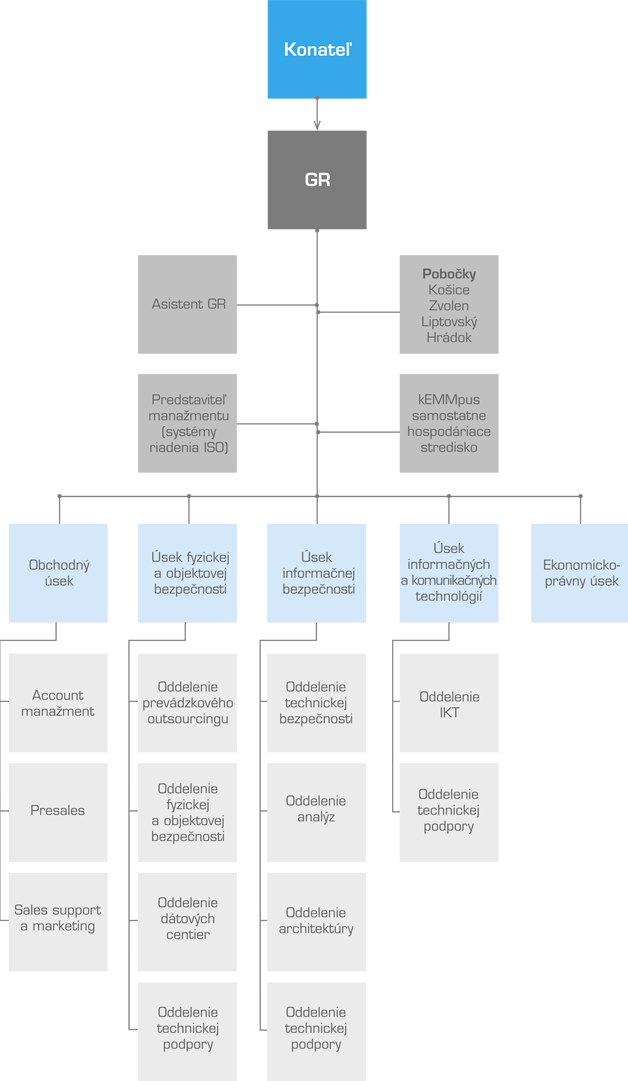 Konateľ
GR
Asistent GR
Pobočky
Košice
Zvolen
Liptovský
Hrádok
Predstaviteľ
manažmentu
(systémy
riadenia ISO)
kEMMpus
samostatne
hospodáriace
stredisko
Obchodný
úsek
Úsek fyzickej
a objektovej
bezpečnosti
Úsek
informačnej
bezpečnosti
Úsek
informačných
a komunikačných
technológií
Ekonomicko-
právny úsek
Account
manažment
Presales
Sales support
a marketing
Oddelenie
prevádzkového
outsourcingu
Oddelenie
fyzickej
a objektovej
bezpečnosti
Oddelenie
dátových
centier
Oddelenie
technickej
podpory
Oddelenie
technickej
bezpečnosti
Oddelenie
analýz
Oddelenie
architektúry
Oddelenie
technickej
podpory
Oddelenie
IKT
Oddelenie
technickej
podpory